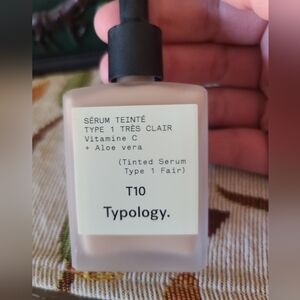 SÉRUM TEINTÉ
TYPE 1 TRÈS CLAIR
Vitamine C
+ Aloe vera
(Tinted Serum
Type 1 Fair)
T10
Typology.